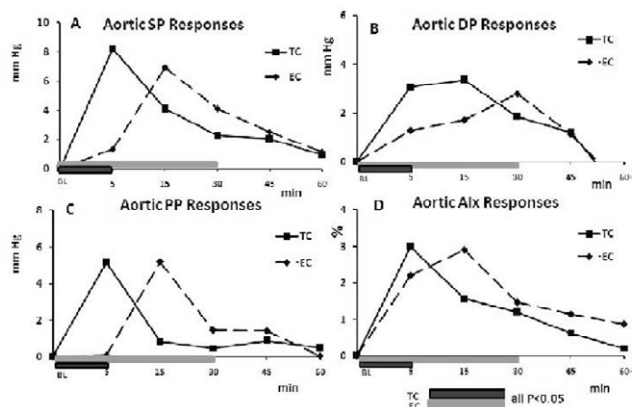 A Aortic SP Responses
mm Hg
10
8
6
4
2
0
TC
EC
BL 5 15 30 45 60
min
B Aortic DP Responses
mm Hg
6
4
2
0
TC
-EC
BL 5 15 30 45 60
min
C Aortic PP Responses
mm Hg
8
6
4
2
0
TC
-EC
BL 5 15 30 45 60
min
D Aortic AIx Responses
%
4
3
2
1
0
TC
-EC
BL 5 15 30 45 60
min
TC
EC
all P<0.05